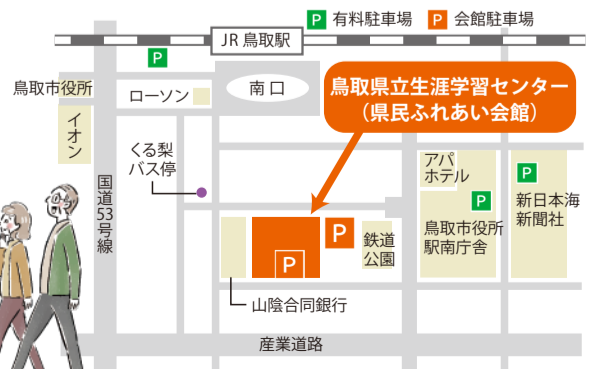 P 有料駐車場 P 会館駐車場
JR 鳥取駅
P
鳥取市役所
イオン
ローソン
南口
鳥取県立生涯学習センター
（県民ふれあい会館）
くる梨
バス停
国道53号線
アパ
ホテル
P
鳥取市役所
駅南庁舎
P
新日本海
新聞社
P
P
鉄道
公園
山陰合同銀行
産業道路